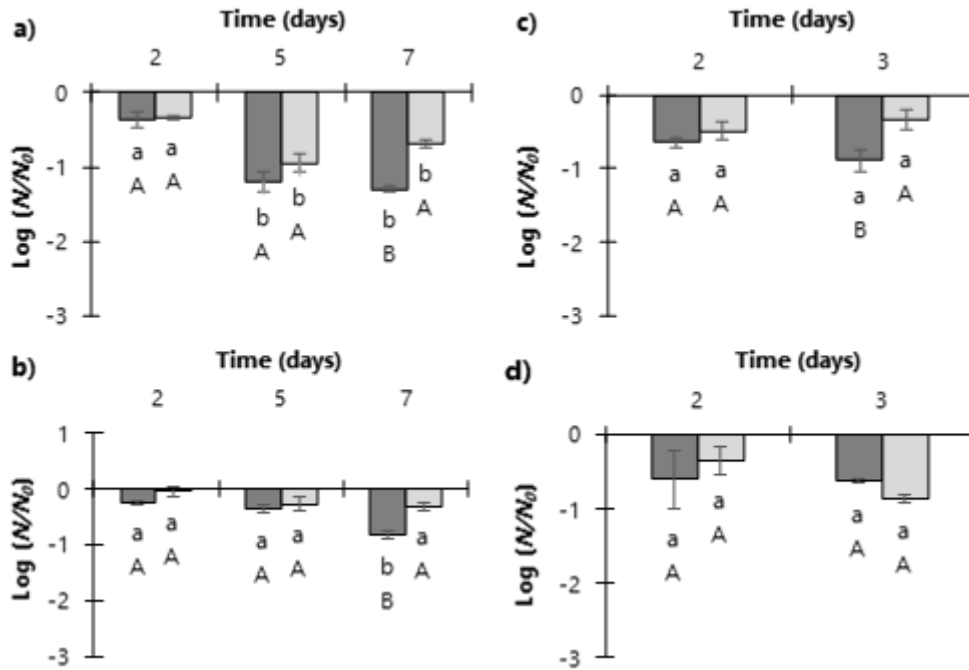 a)
Time (days)
2 5 7
Log (N/N₀)
0
-1
-2
-3
a a b b b b
A A A A B A
c)
Time (days)
2 3
Log (N/N₀)
0
-1
-2
-3
a a a a
A A B A
b)
Time (days)
2 5 7
Log (N/N₀)
1
0
-1
-2
-3
a a a a b a
A A A A B A
d)
Time (days)
2 3
Log (N/N₀)
0
-1
-2
-3
a a a a
A A A A